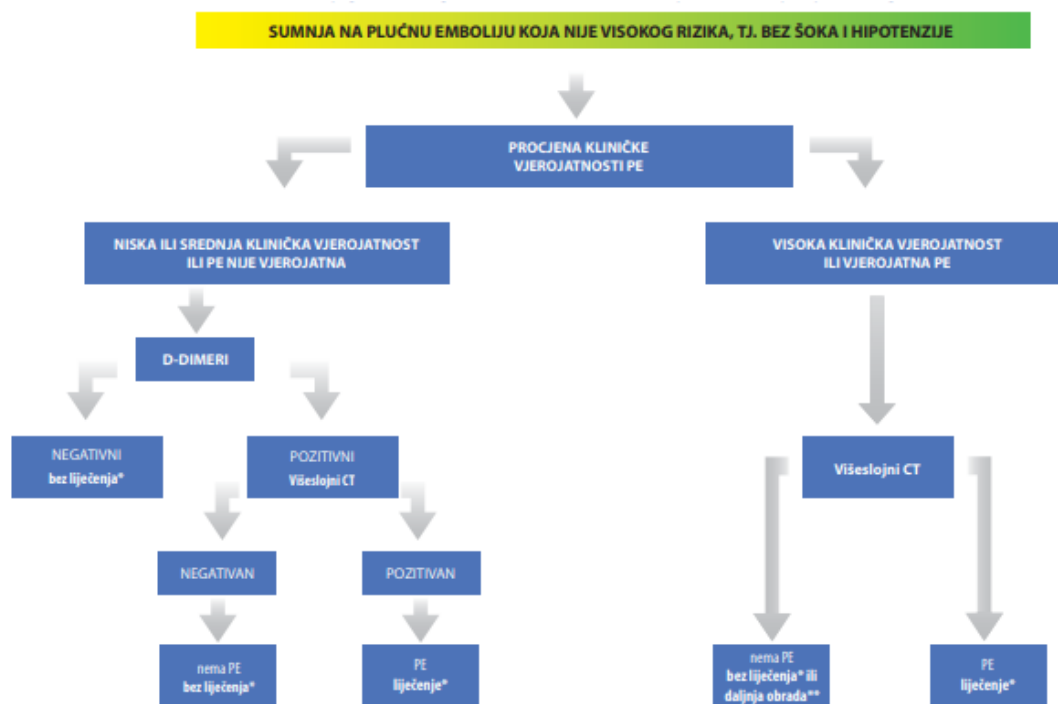 SUMNJA NA PLUĆNU EMBOLIJU KOJA NIJE VISOKOG RIZIKA, TJ. BEZ ŠOKA I HIPOTENZIJE
PROCJENA KLINIČKE
VJEROJATNOSTI PE
NISKA ILI SREDNJA KLINIČKA VJEROJATNOST
ILI PE NIJE VJEROJATNA
VISOKA KLINIČKA VJEROJATNOST
ILI VJEROJATNA PE
D-DIMERI
NEGATIVNI
bez liječenja*
POZITIVNI
Višeslojni CT
Višeslojni CT
NEGATIVAN
POZITIVAN
nema PE
bez liječenja*
PE
liječenje*
nema PE
bez liječenja* ili
daljnja obrada**
PE
liječenje*